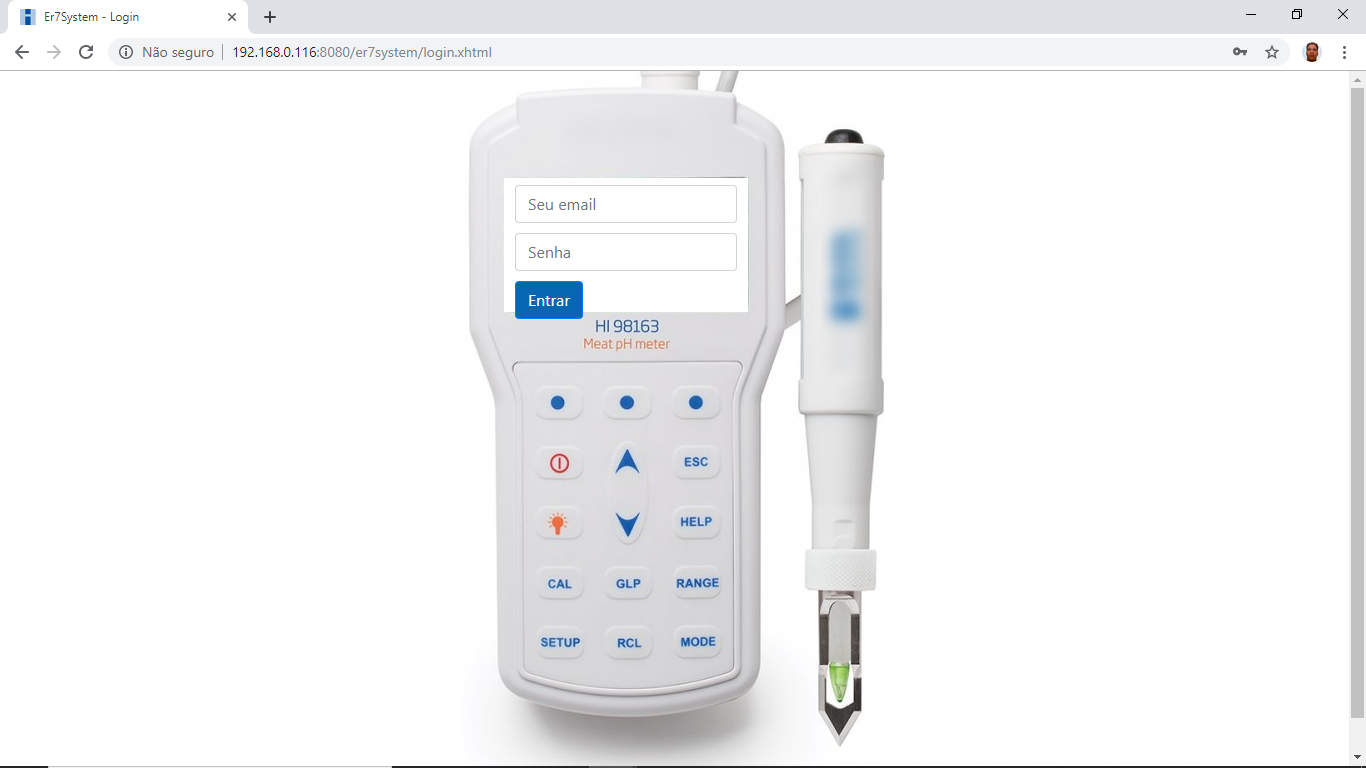 Er7System - Login
Não seguro
192.168.0.116:8080/er7system/login.xhtml
Seu email
Senha
Entrar
HI 98163
Meat pH meter
ESC
HELP
CAL GLP RANGE
SETUP RCL MODE